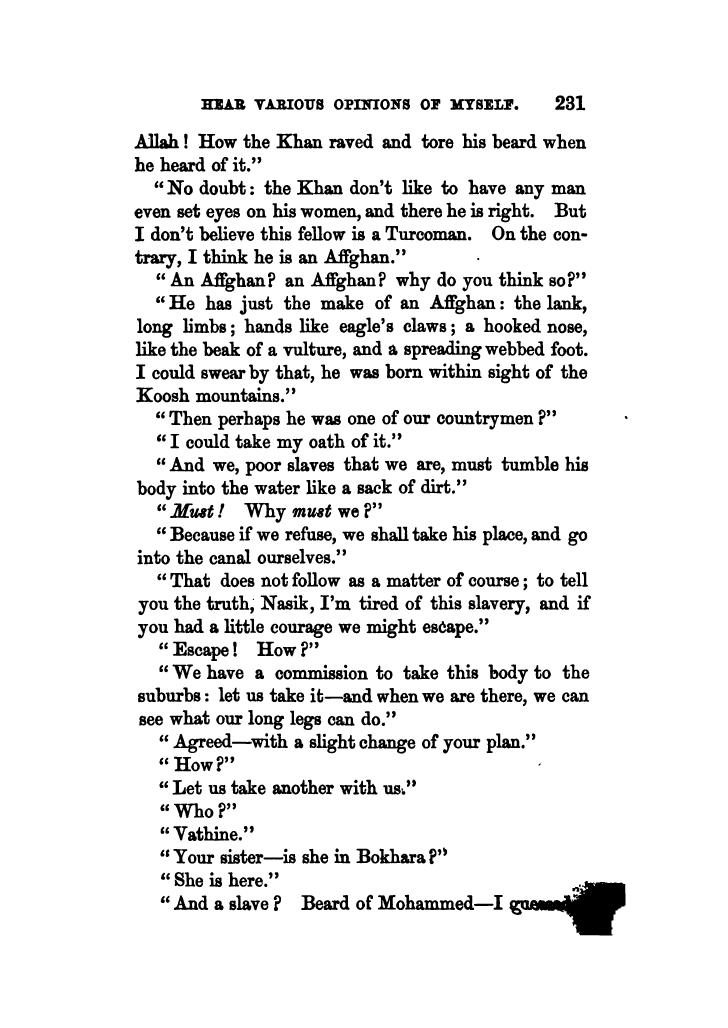 HEAR VARIOUS OPINIONS OF MYSELF. 231
Allah! How the Khan raved and tore his beard when
he heard of it."
"No doubt: the Khan don't like to have any man
even set eyes on his women, and there he is right. But
I don't believe this fellow is a Turcoman. On the con-
trary, I think he is an Affghan."
"An Affghan? an Affghan? why do you think so?"
"He has just the make of an Affghan: the lank,
long limbs; hands like eagle's claws; a hooked nose,
like the beak of a vulture, and a spreading webbed foot.
I could swear by that, he was born within sight of the
Koosh mountains."
"Then perhaps he was one of our countrymen?"
"I could take my oath of it."
"And we, poor slaves that we are, must tumble his
body into the water like a sack of dirt."
"Must! Why must we?"
"Because if we refuse, we shall take his place, and go
into the canal ourselves."
"That does not follow as a matter of course; to tell
you the truth, Nasik, I'm tired of this slavery, and if
you had a little courage we might escape."
"Escape! How?"
"We have a commission to take this body to the
suburbs: let us take it—and when we are there, we can
see what our long legs can do."
"Agreed—with a slight change of your plan."
"How?"
"Let us take another with us."
"Who?"
"Vathine."
"Your sister—is she in Bokhara?"
"She is here."
"And a slave? Beard of Mohammed—I